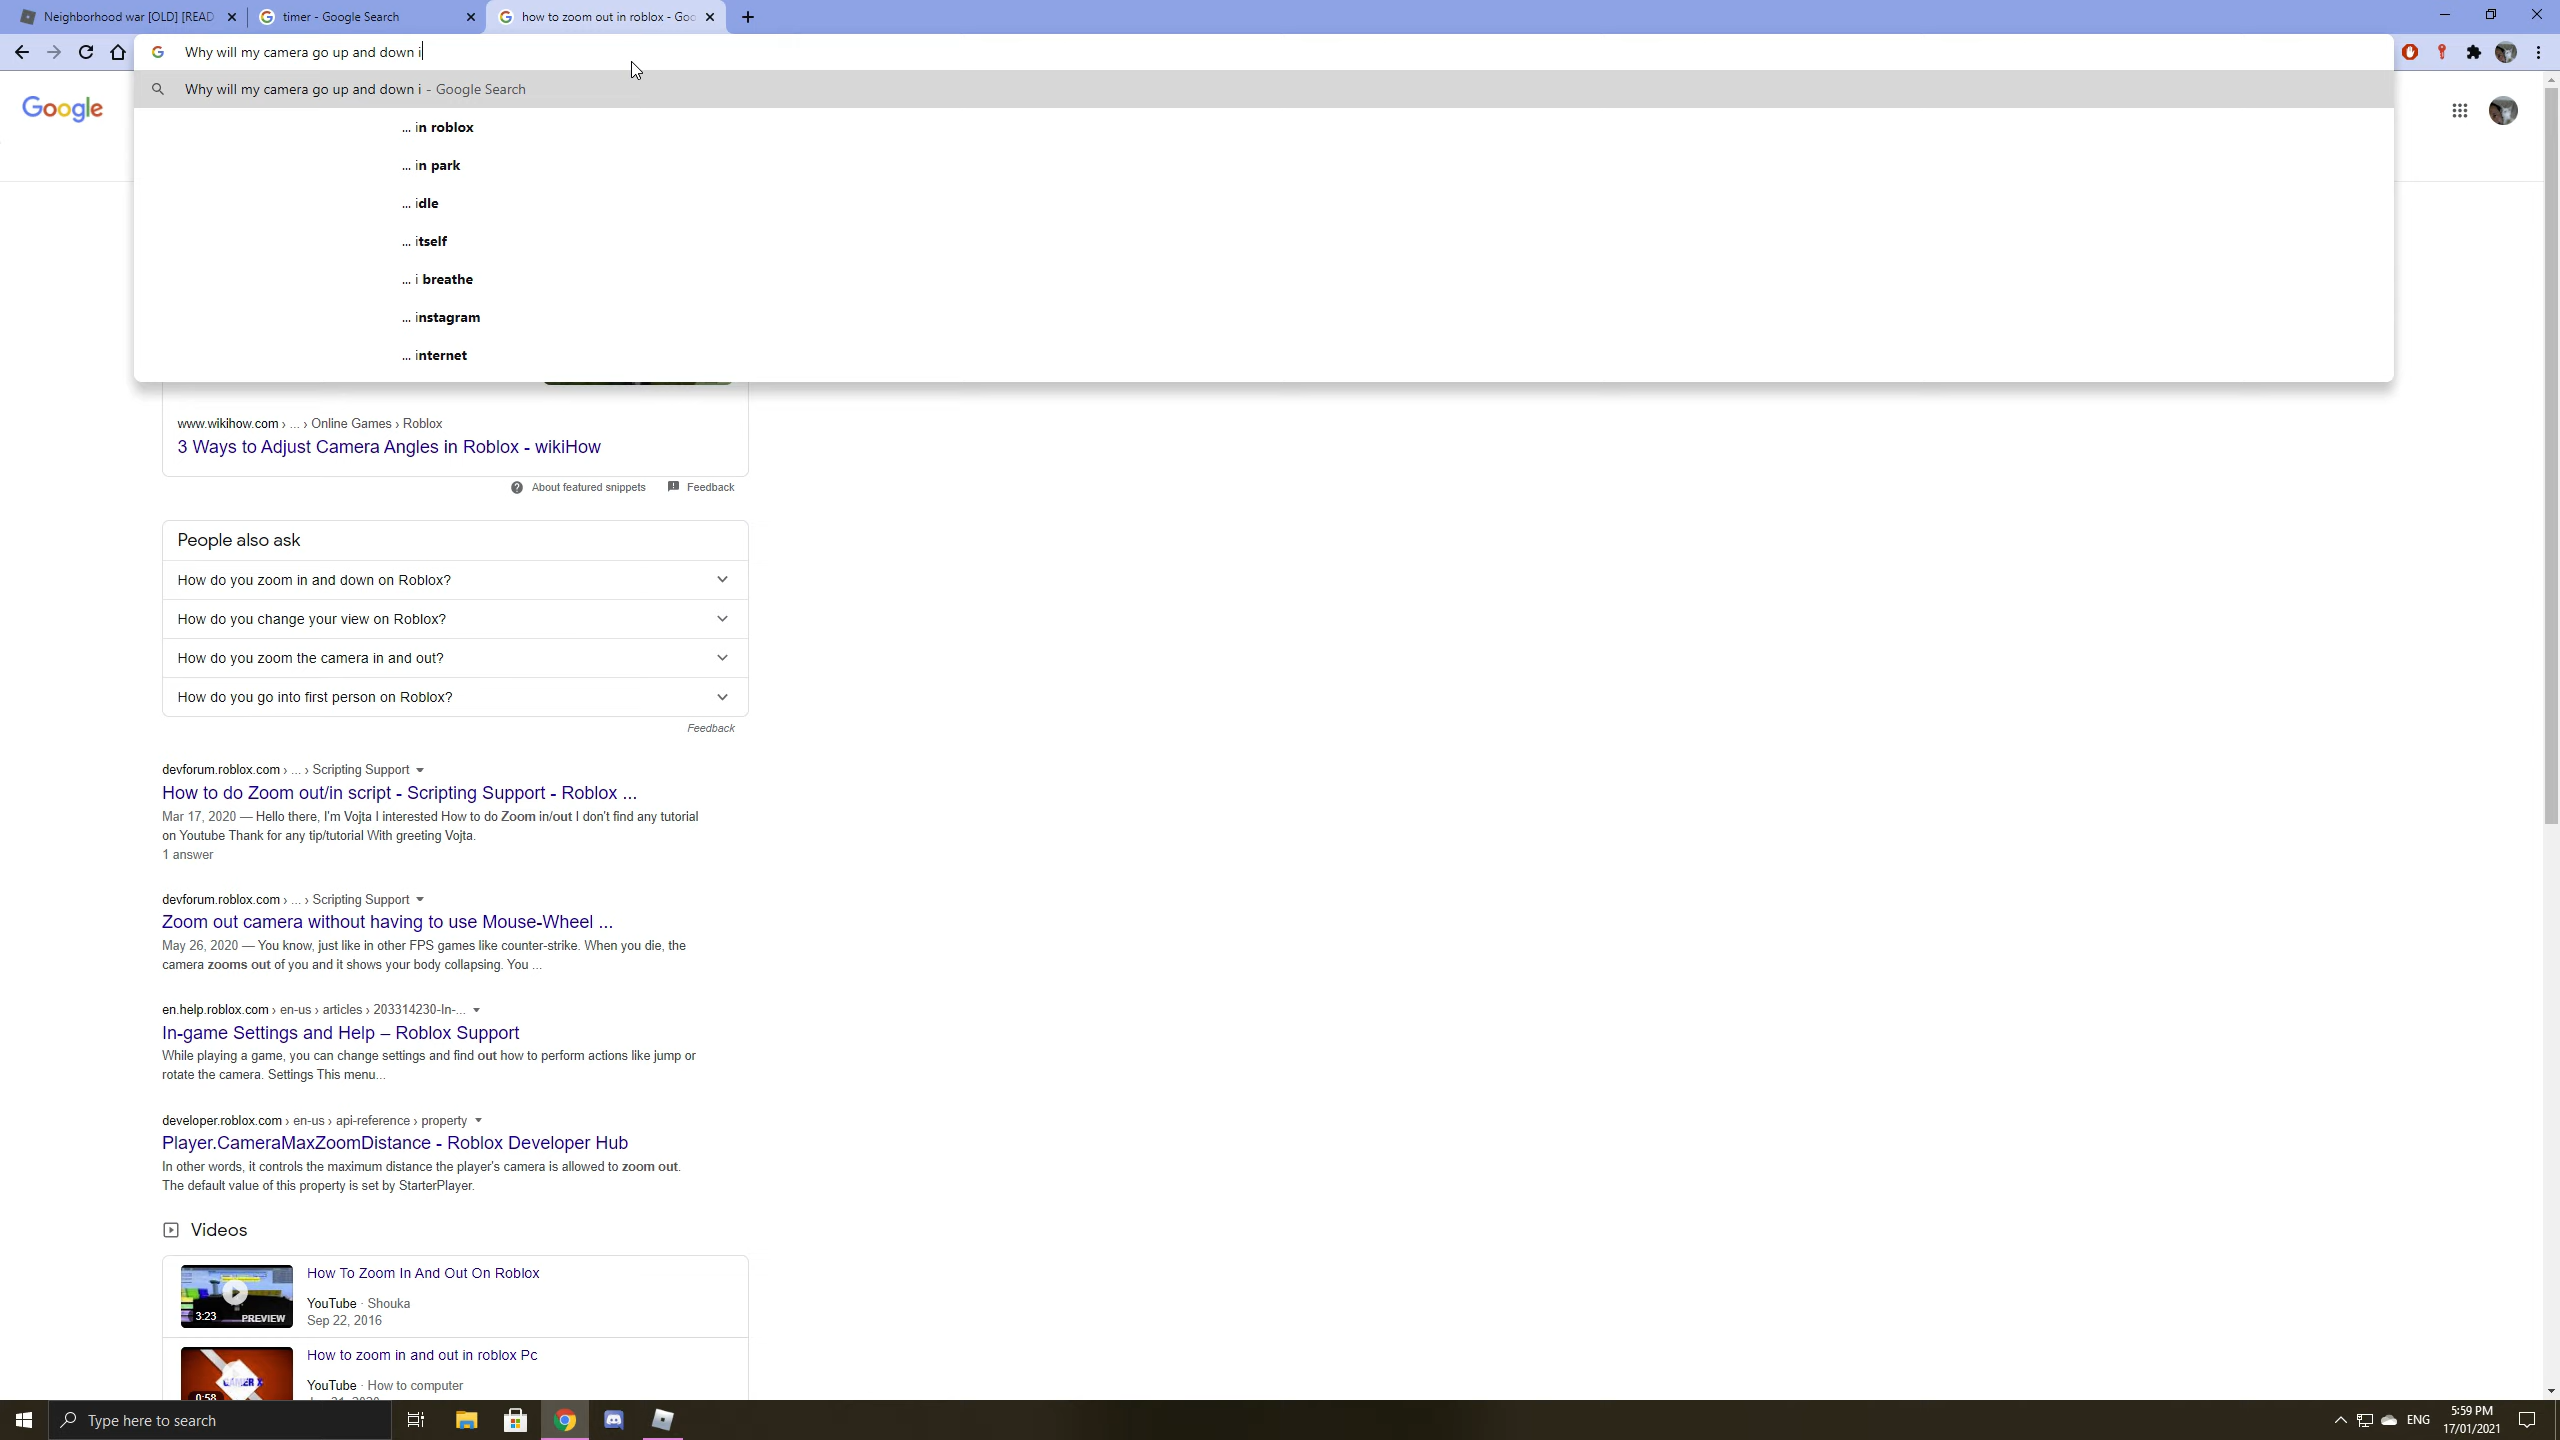 Neighborhood war [OLD] [READ
timer - Google Search
how to zoom out in roblox - Goo
Why will my camera go up and down i
Why will my camera go up and down i - Google Search
Google
... in roblox
... in park
... idle
... itself
... i breathe
... instagram
... internet
www.wikihow.com › ... › Online Games › Roblox
3 Ways to Adjust Camera Angles in Roblox - wikiHow
About featured snippets Feedback
People also ask
How do you zoom in and down on Roblox?
How do you change your view on Roblox?
How do you zoom the camera in and out?
How do you go into first person on Roblox?
Feedback
devforum.roblox.com › ... › Scripting Support
How to do Zoom out/in script - Scripting Support - Roblox ...
Mar 17, 2020 — Hello there, I'm Vojta I interested How to do Zoom in/out I don't find any tutorial
on Youtube Thank for any tip/tutorial With greeting Vojta.
1 answer
devforum.roblox.com › ... › Scripting Support
Zoom out camera without having to use Mouse-Wheel ...
May 26, 2020 — You know, just like in other FPS games like counter-strike. When you die, the
camera zooms out of you and it shows your body collapsing. You ...
en.help.roblox.com › en-us › articles › 203314230-In-...
In-game Settings and Help – Roblox Support
While playing a game, you can change settings and find out how to perform actions like jump or
rotate the camera. Settings This menu...
developer.roblox.com › en-us › api-reference › property
Player.CameraMaxZoomDistance - Roblox Developer Hub
In other words, it controls the maximum distance the player's camera is allowed to zoom out.
The default value of this property is set by StarterPlayer.
Videos
How To Zoom In And Out On Roblox
YouTube · Shouka
Sep 22, 2016
3:23 PREVIEW
How to zoom in and out in roblox Pc
YouTube · How to computer
0:58
Type here to search
ENG
5:59 PM
17/01/2021